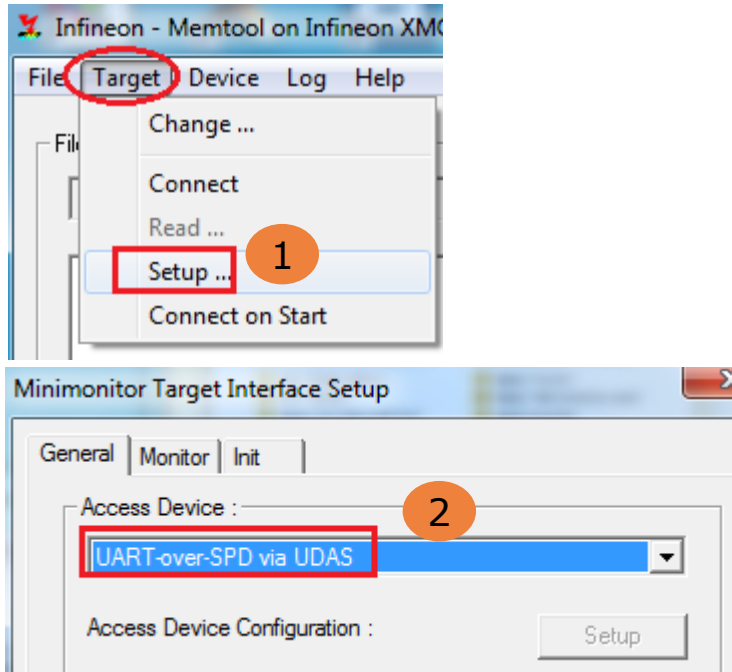 Infineon - Memtool on Infineon XMC
File Target Device Log Help
Change ...
Connect
Read ...
1
Setup ...
Connect on Start
Minimonitor Target Interface Setup
General Monitor Init
Access Device :
2
UART-over-SPD via UDAS
Access Device Configuration :
Setup